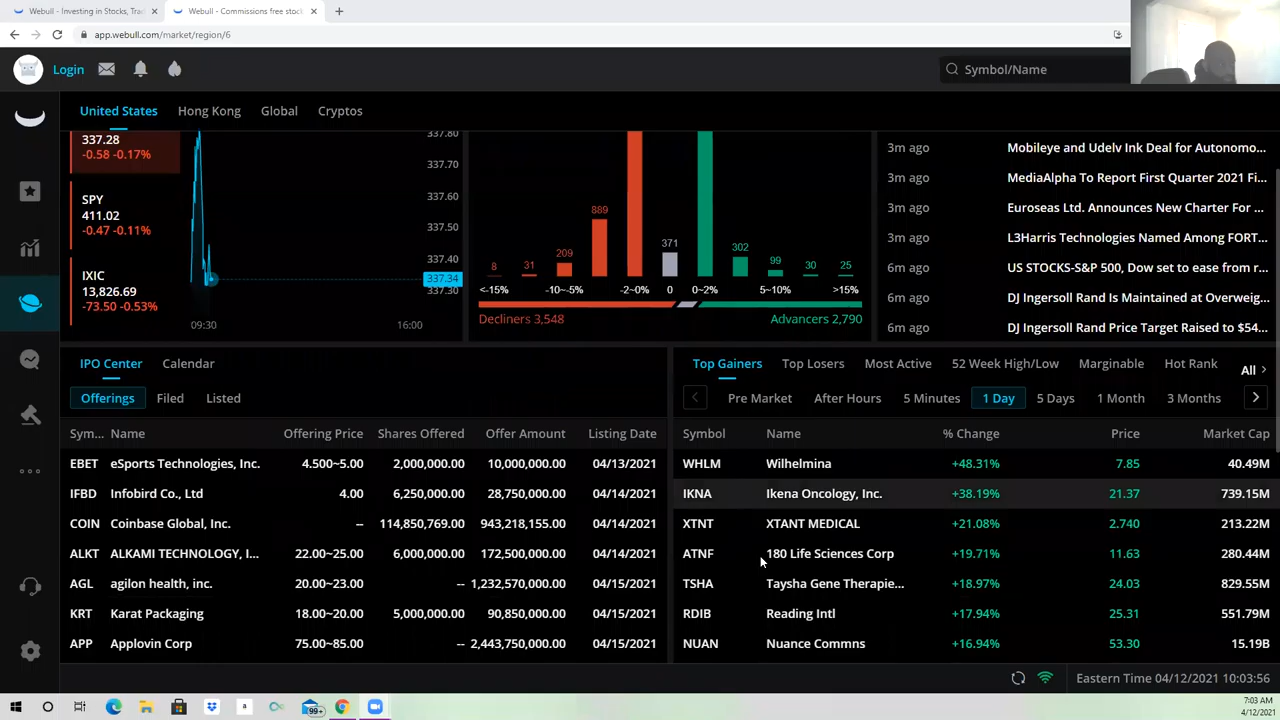 Webull - Investing in Stocks, Trad
Webull - Commissions free stock
app.webull.com/market/region/6
Login
Symbol/Name
United States
Hong Kong
Global
Cryptos
337.28
-0.58 -0.17%
SPY
411.02
-0.47 -0.11%
IXIC
13,826.69
-73.50 -0.53%
337.80
337.70
337.60
337.50
337.40
337.34
337.30
09:30
16:00
8
31
209
889
371
302
99
30
25
<-15%
-10~-5%
-2~0%
0
0~2%
5~10%
>15%
Decliners 3,548
Advancers 2,790
3m ago Mobileye and Udelv Ink Deal for Autonomo...
3m ago MediaAlpha To Report First Quarter 2021 Fi...
3m ago Euroseas Ltd. Announces New Charter For ...
3m ago L3Harris Technologies Named Among FORT...
6m ago US STOCKS-S&P 500, Dow set to ease from r...
6m ago DJ Ingersoll Rand Is Maintained at Overweig...
6m ago DJ Ingersoll Rand Price Target Raised to $54...
IPO Center Calendar
Offerings Filed Listed
Sym... Name Offering Price Shares Offered Offer Amount Listing Date
EBET eSports Technologies, Inc. 4.500~5.00 2,000,000.00 10,000,000.00 04/13/2021
IFBD Infobird Co., Ltd 4.00 6,250,000.00 28,750,000.00 04/14/2021
COIN Coinbase Global, Inc. -- 114,850,769.00 943,218,155.00 04/14/2021
ALKT ALKAMI TECHNOLOGY, I... 22.00~25.00 6,000,000.00 172,500,000.00 04/14/2021
AGL agilon health, inc. 20.00~23.00 -- 1,232,570,000.00 04/15/2021
KRT Karat Packaging 18.00~20.00 5,000,000.00 90,850,000.00 04/15/2021
APP Applovin Corp 75.00~85.00 -- 2,443,750,000.00 04/15/2021
Top Gainers Top Losers Most Active 52 Week High/Low Marginable Hot Rank All
Pre Market After Hours 5 Minutes 1 Day 5 Days 1 Month 3 Months
Symbol Name % Change Price Market Cap
WHLM Wilhelmina +48.31% 7.85 40.49M
IKNA Ikena Oncology, Inc. +38.19% 21.37 739.15M
XTNT XTANT MEDICAL +21.08% 2.740 213.22M
ATNF 180 Life Sciences Corp +19.71% 11.63 280.44M
TSHA Taysha Gene Therapie... +18.97% 24.03 829.55M
RDIB Reading Intl +17.94% 25.31 551.79M
NUAN Nuance Commns +16.94% 53.30 15.19B
Eastern Time 04/12/2021 10:03:56
a
99+
7:03 AM
4/12/2021